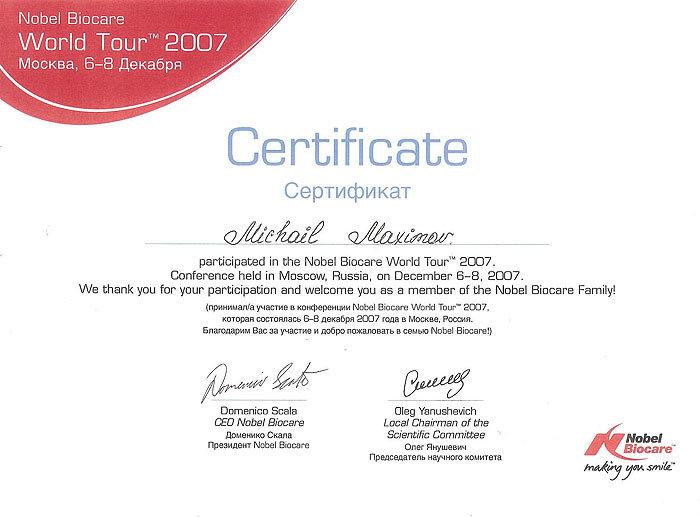 Nobel Biocare
World Tour™ 2007
Москва, 6–8 Декабря
Certificate
Сертификат
Michail Maximov.
participated in the Nobel Biocare World Tour™ 2007.
Conference held in Moscow, Russia, on December 6–8, 2007.
We thank you for your participation and welcome you as a member of the Nobel Biocare Family!
(принимал/а участие в конференции Nobel Biocare World Tour™ 2007,
которая состоялась 6–8 декабря 2007 года в Москве, Россия.
Благодарим Вас за участие и добро пожаловать в семью Nobel Biocare!)
Domenico Scala
Domenico Scala
CEO Nobel Biocare
Доменико Скала
Президент Nobel Biocare
Oleg Yanushevich
Local Chairman of the
Scientific Committee
Олег Янушевич
Председатель научного комитета
Nobel
Biocare™
making you smile™